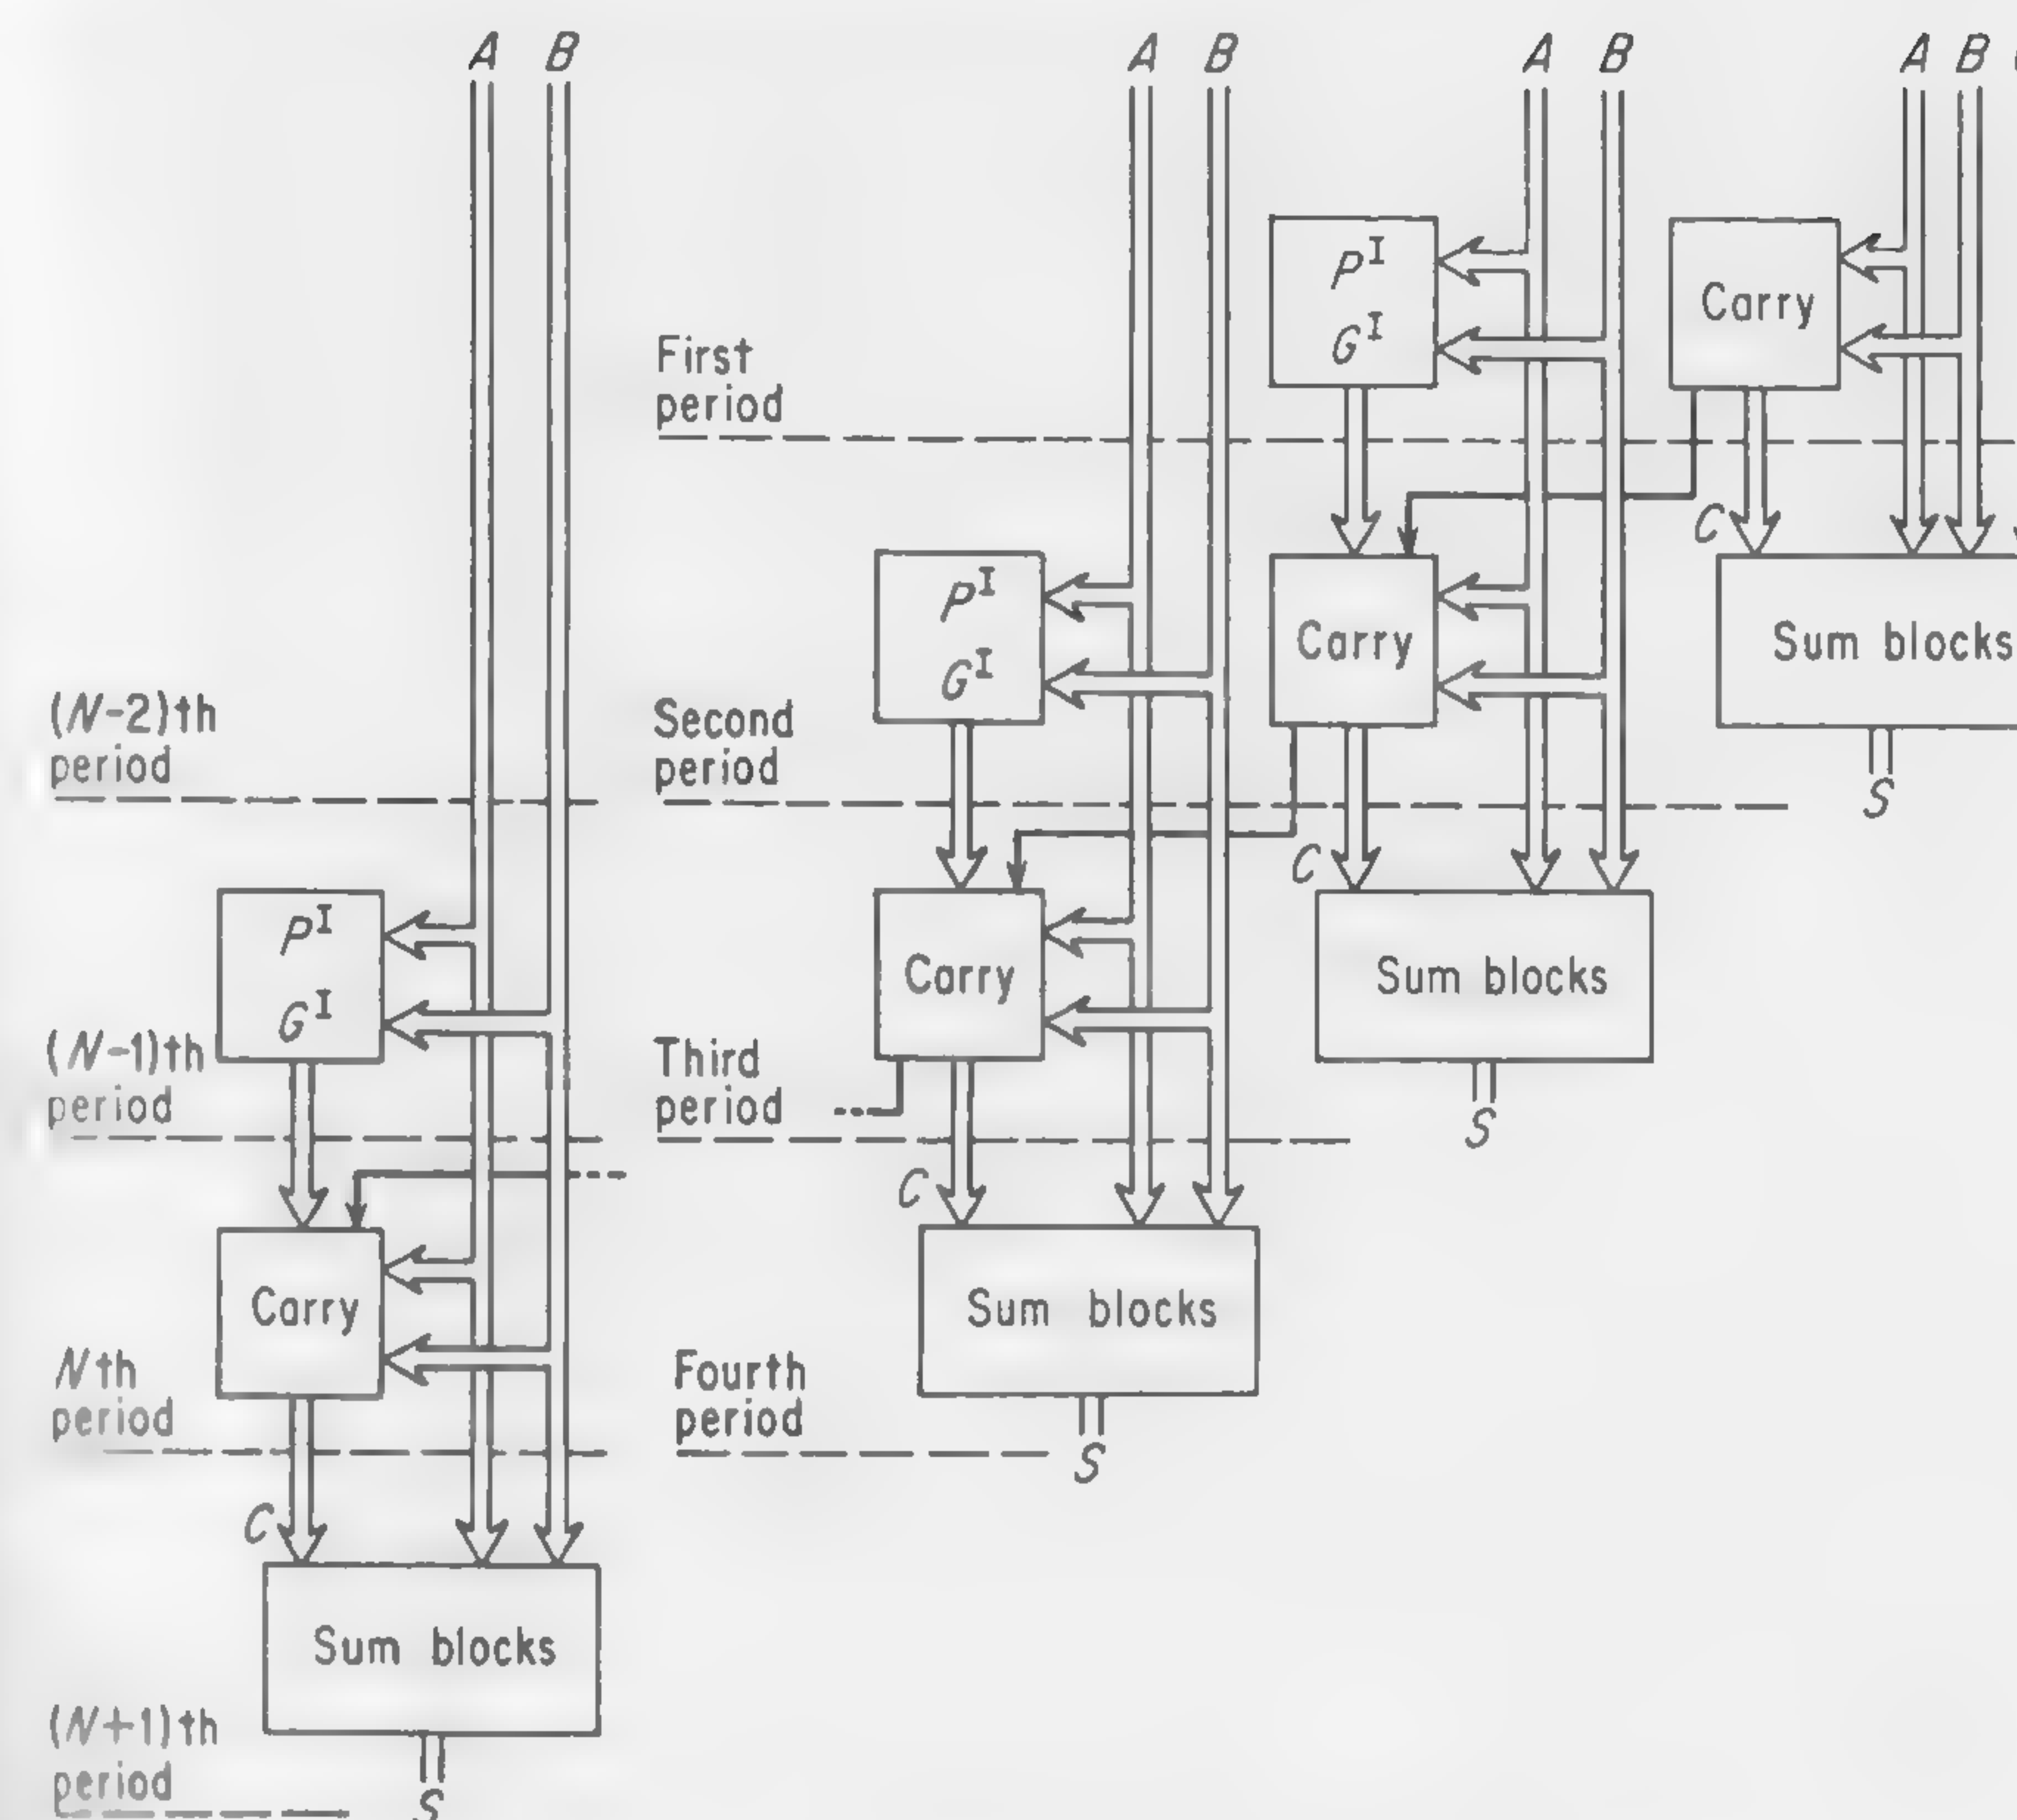 A B A B A B A B
P^I
G^I
Carry
First
period
C
P^I
G^I
Carry
Sum blocks
(N-2)th
period
Second
period
S
C
P^I
G^I
Carry
Sum blocks
(N-1)th
period
Third
period
S
C
Carry
Sum blocks
Nth
period
Fourth
period
S
C
Sum blocks
(N+1)th
period
S